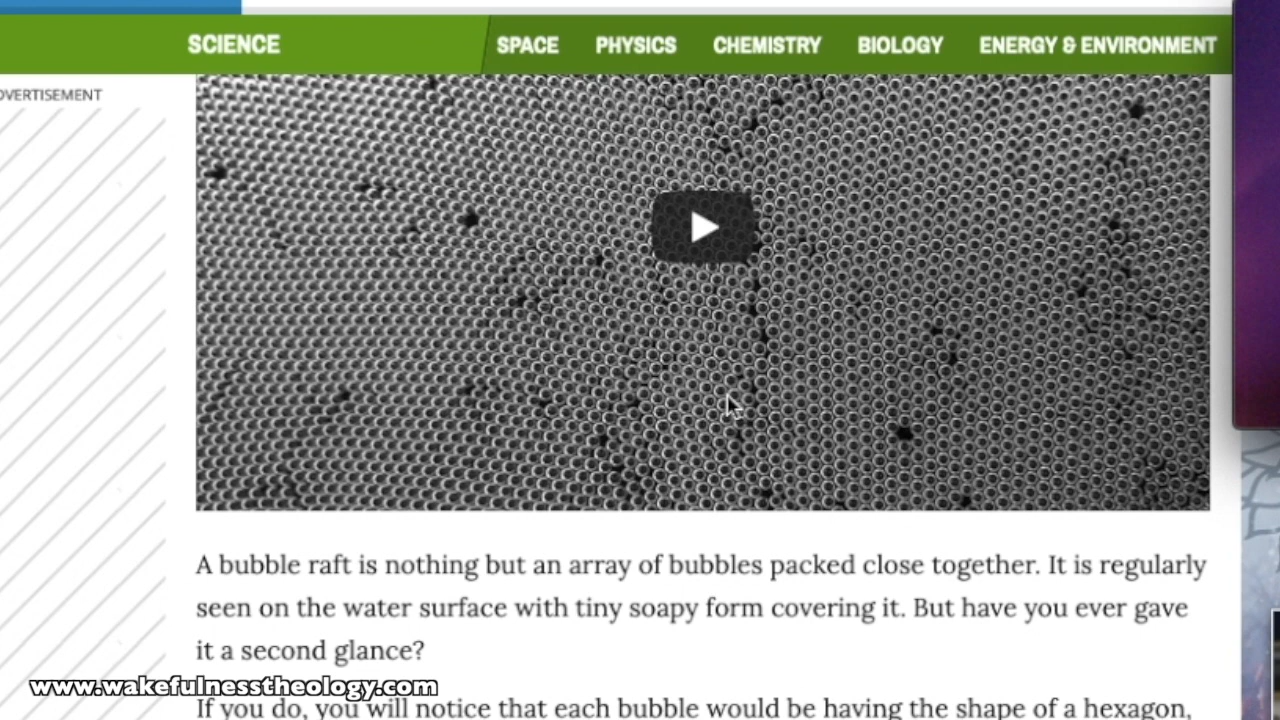 SCIENCE SPACE PHYSICS CHEMISTRY BIOLOGY ENERGY & ENVIRONMENT
VERTISEMENT
A bubble raft is nothing but an array of bubbles packed close together. It is regularly
seen on the water surface with tiny soapy form covering it. But have you ever gave
it a second glance?
www.wakefulnesstheology.com
If you do, you will notice that each bubble would be having the shape of a hexagon,